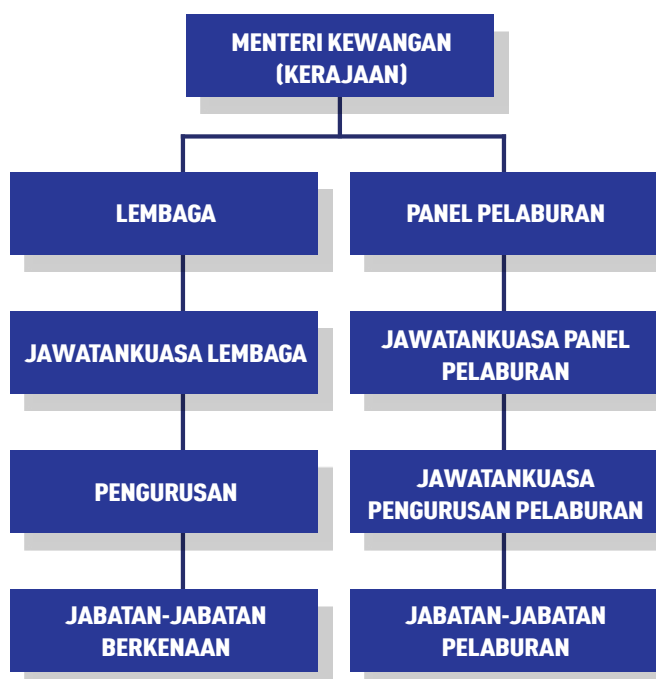 MENTERI KEWANGAN
(KERAJAAN)
LEMBAGA
PANEL PELABURAN
JAWATANKUASA LEMBAGA
JAWATANKUASA PANEL
PELABURAN
PENGURUSAN
JAWATANKUASA
PENGURUSAN PELABURAN
JABATAN-JABATAN
BERKENAAN
JABATAN-JABATAN
PELABURAN